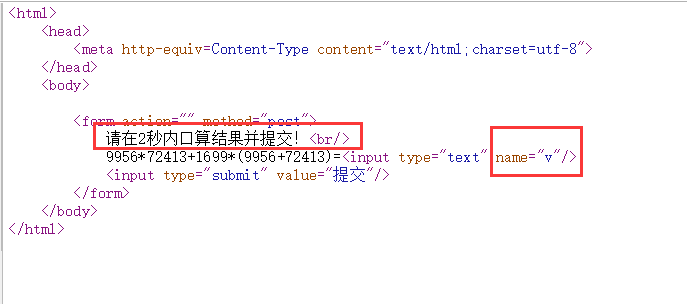 <html>
<head>
<meta http-equiv=Content-Type content="text/html;charset=utf-8">
</head>
<body>
<form action="" method="post">
请在2秒内口算结果并提交！<br/>
9956*72413+1699*(9956+72413)=<input type="text" name="v"/>
<input type="submit" value="提交"/>
</form>
</body>
</html>